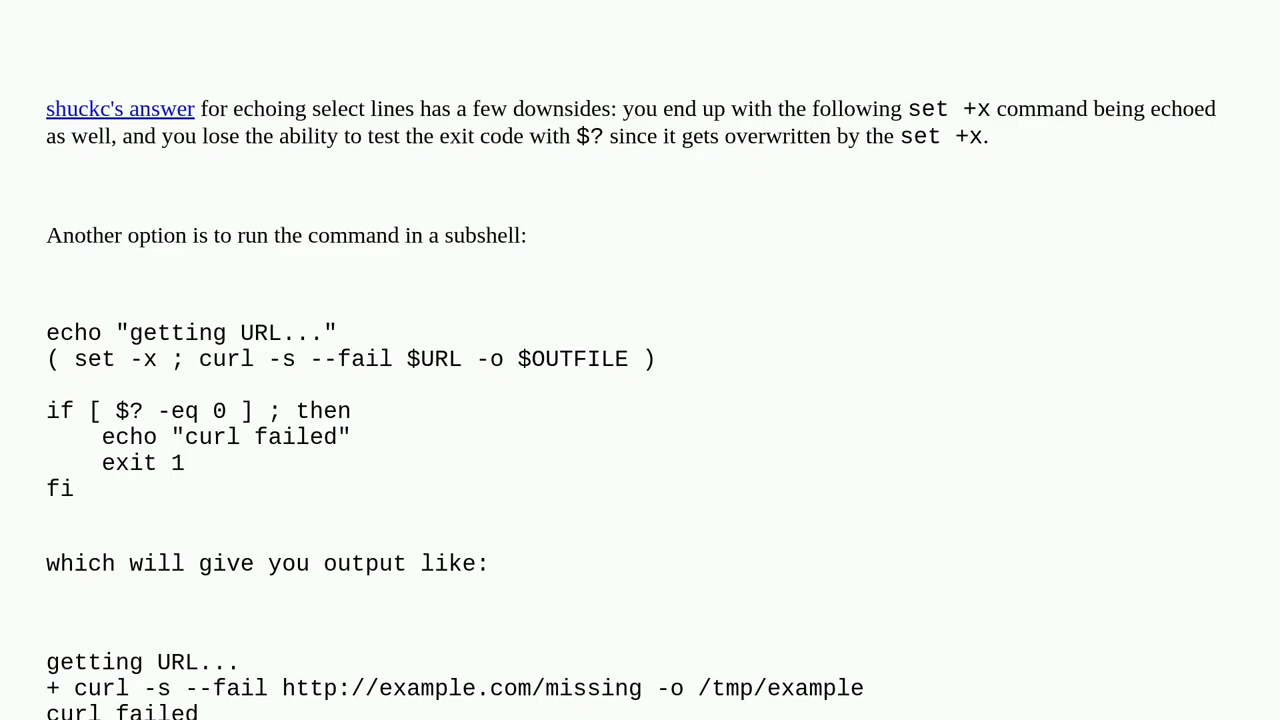 shuckc's answer for echoing select lines has a few downsides: you end up with the following set +x command being echoed
as well, and you lose the ability to test the exit code with $? since it gets overwritten by the set +x.
Another option is to run the command in a subshell:
echo "getting URL..."
( set -x ; curl -s --fail $URL -o $OUTFILE )
if [ $? -eq 0 ] ; then
    echo "curl failed"
    exit 1
fi
which will give you output like:
getting URL...
+ curl -s --fail http://example.com/missing -o /tmp/example
curl failed